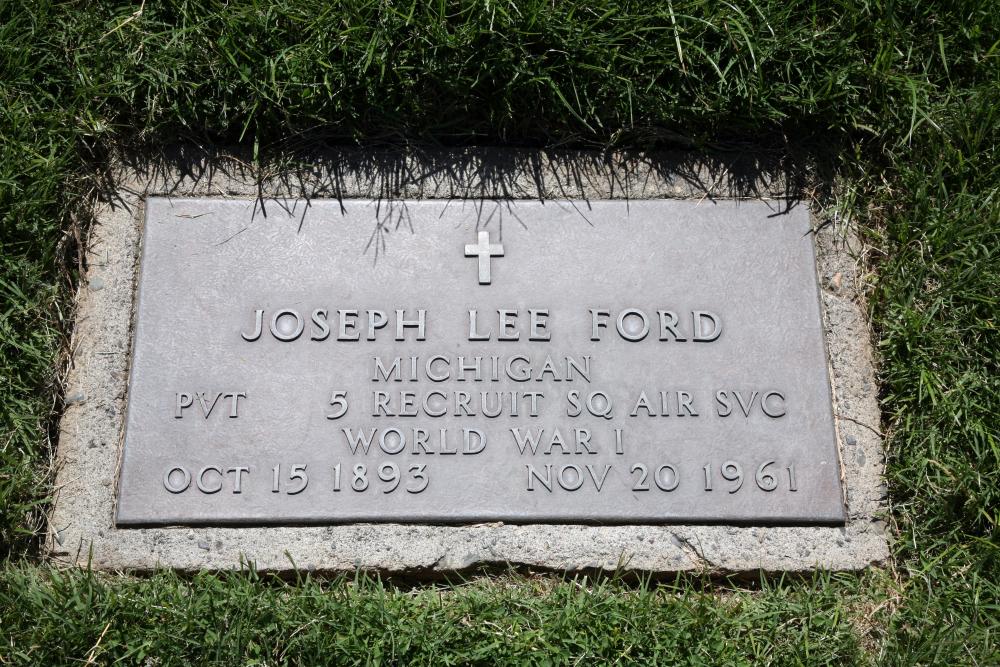 JOSEPH LEE FORD
MICHIGAN
PVT 5 RECRUIT SQ AIR SVC
WORLD WAR I
OCT 15 1893 NOV 20 1961